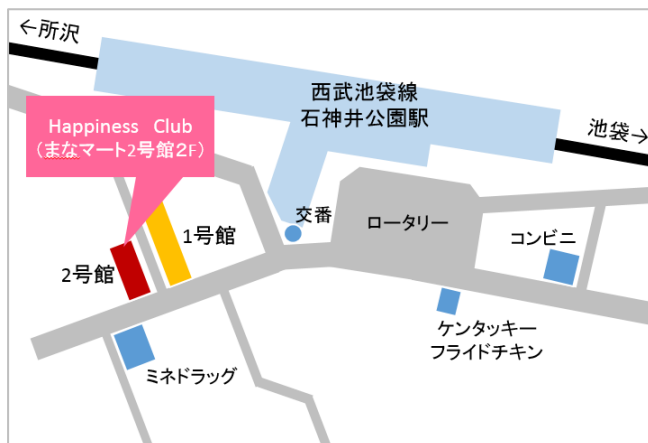 ←所沢
西武池袋線
石神井公園駅
池袋→
Happiness Club
（まなマート2号館２F）
交番
ロータリー
コンビニ
1号館
2号館
ケンタッキー
フライドチキン
ミネドラッグ